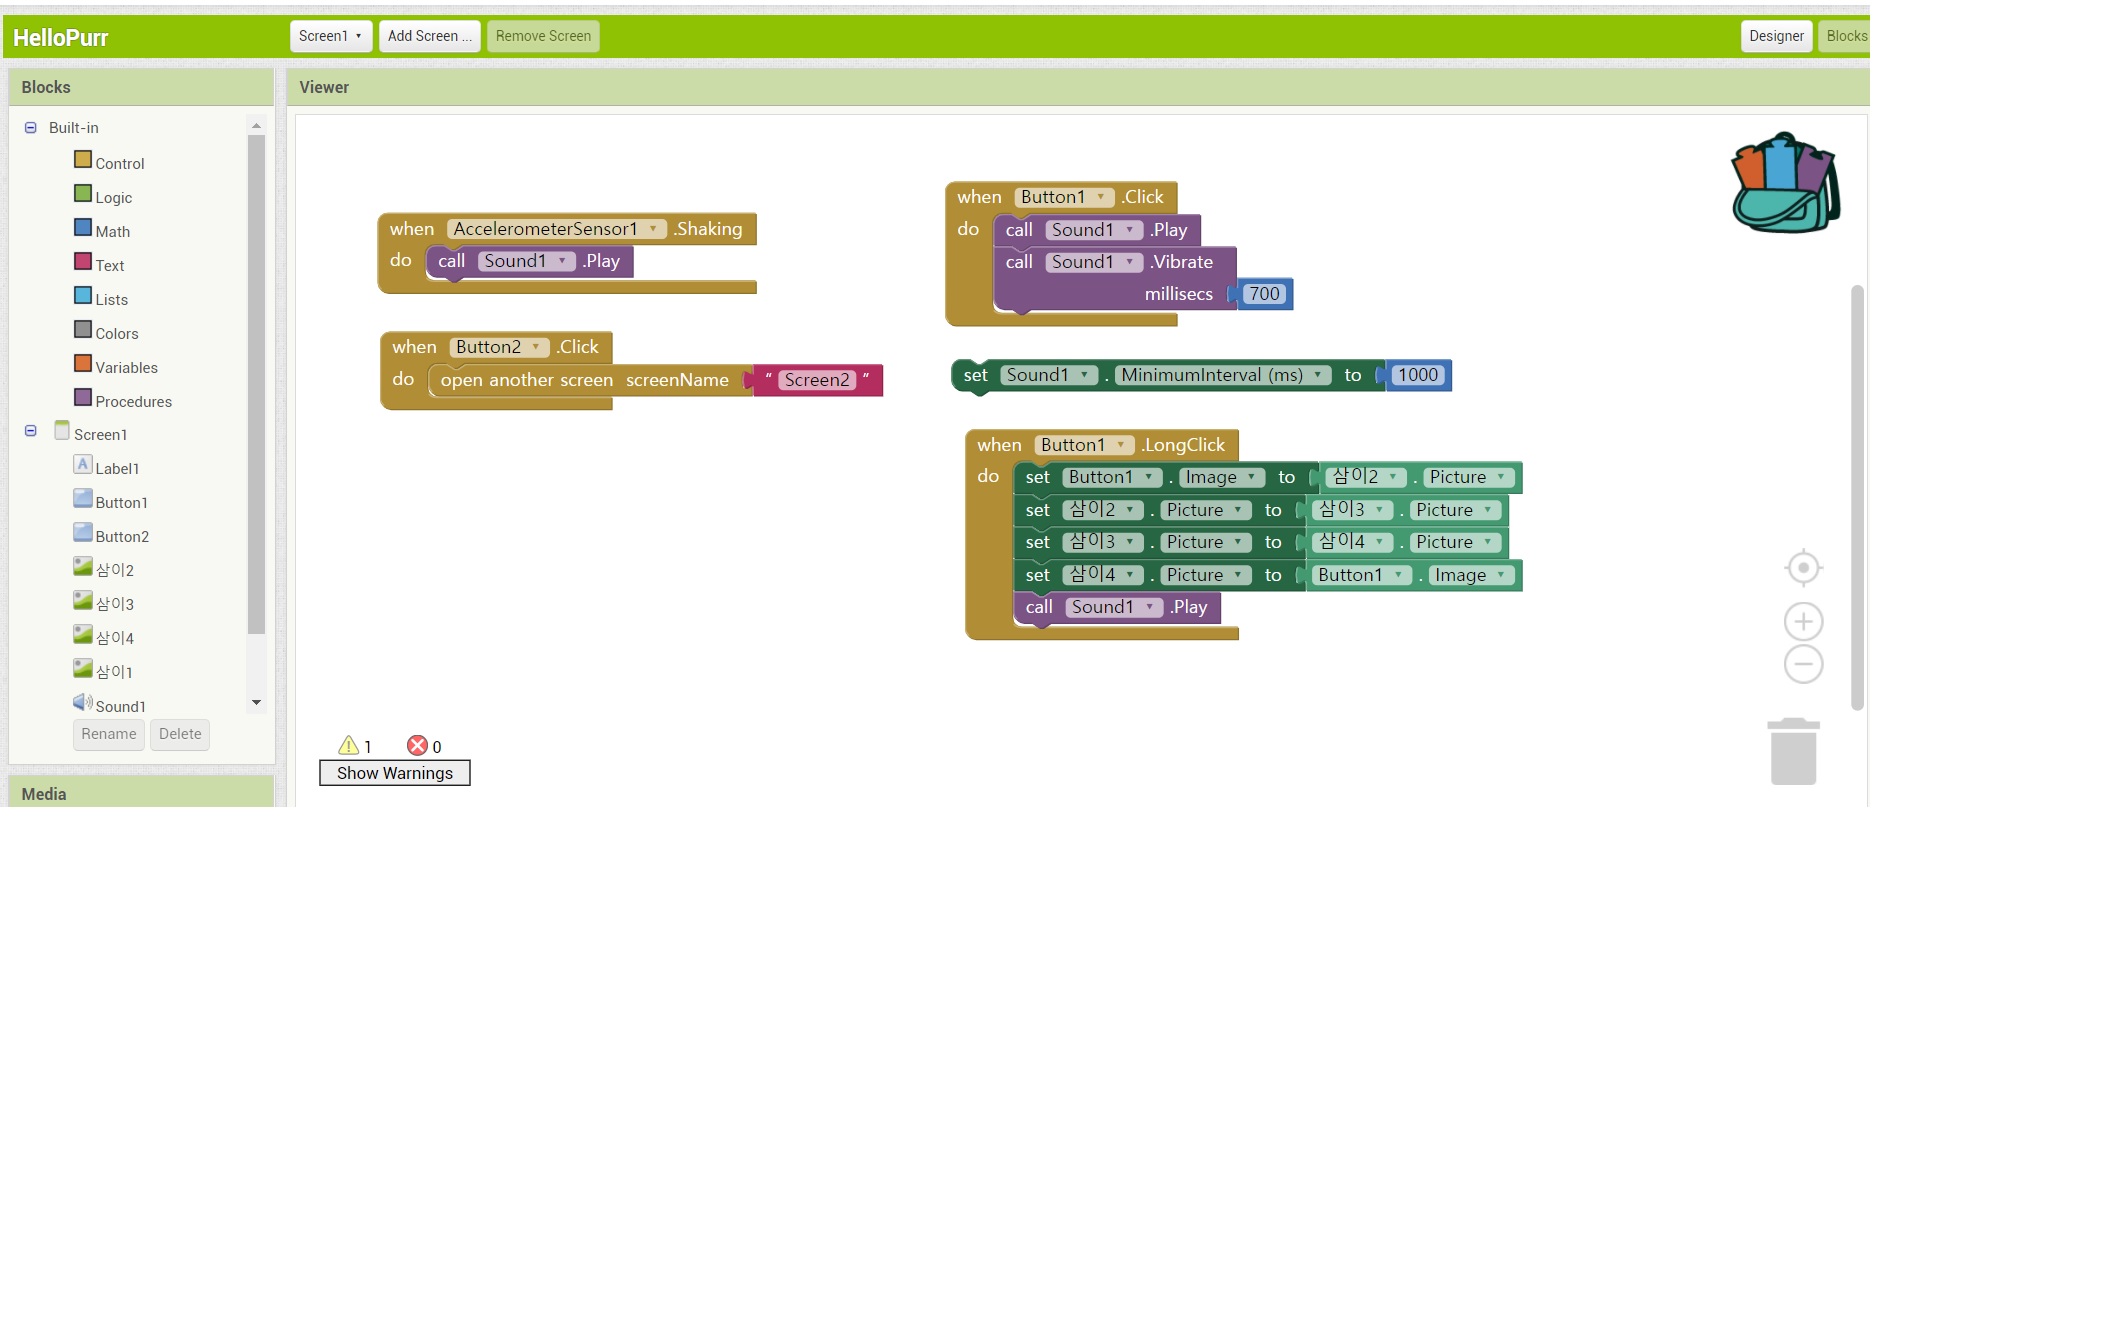 HelloPurr
Screen1 Add Screen ... Remove Screen Designer Blocks
Blocks
Viewer
Built-in
Control
Logic
Math
Text
Lists
Colors
Variables
Procedures
Screen1
Label1
Button1
Button2
삼이2
삼이3
삼이4
삼이1
Sound1
Rename Delete
Media
when AccelerometerSensor1 .Shaking
do call Sound1 .Play
when Button2 .Click
do open another screen screenName " Screen2 "
when Button1 .Click
do call Sound1 .Play
call Sound1 .Vibrate
millisecs 700
set Sound1 . MinimumInterval (ms) to 1000
when Button1 .LongClick
do set Button1 . Image to 삼이2 . Picture
set 삼이2 . Picture to 삼이3 . Picture
set 삼이3 . Picture to 삼이4 . Picture
set 삼이4 . Picture to Button1 . Image
call Sound1 .Play
1 0
Show Warnings